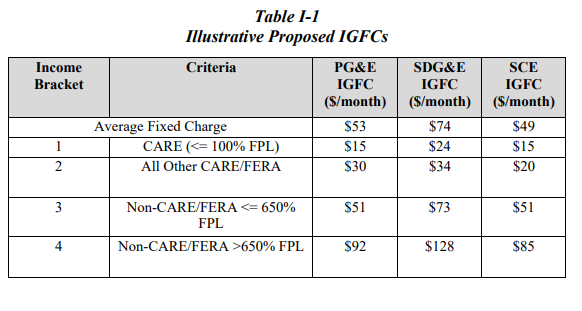 Table I-1
Illustrative Proposed IGFCs
Income Bracket Criteria PG&E IGFC ($/month) SDG&E IGFC ($/month) SCE IGFC ($/month)
Average Fixed Charge $53 $74 $49
1 CARE (<= 100% FPL) $15 $24 $15
2 All Other CARE/FERA $30 $34 $20
3 Non-CARE/FERA <= 650% FPL $51 $73 $51
4 Non-CARE/FERA >650% FPL $92 $128 $85